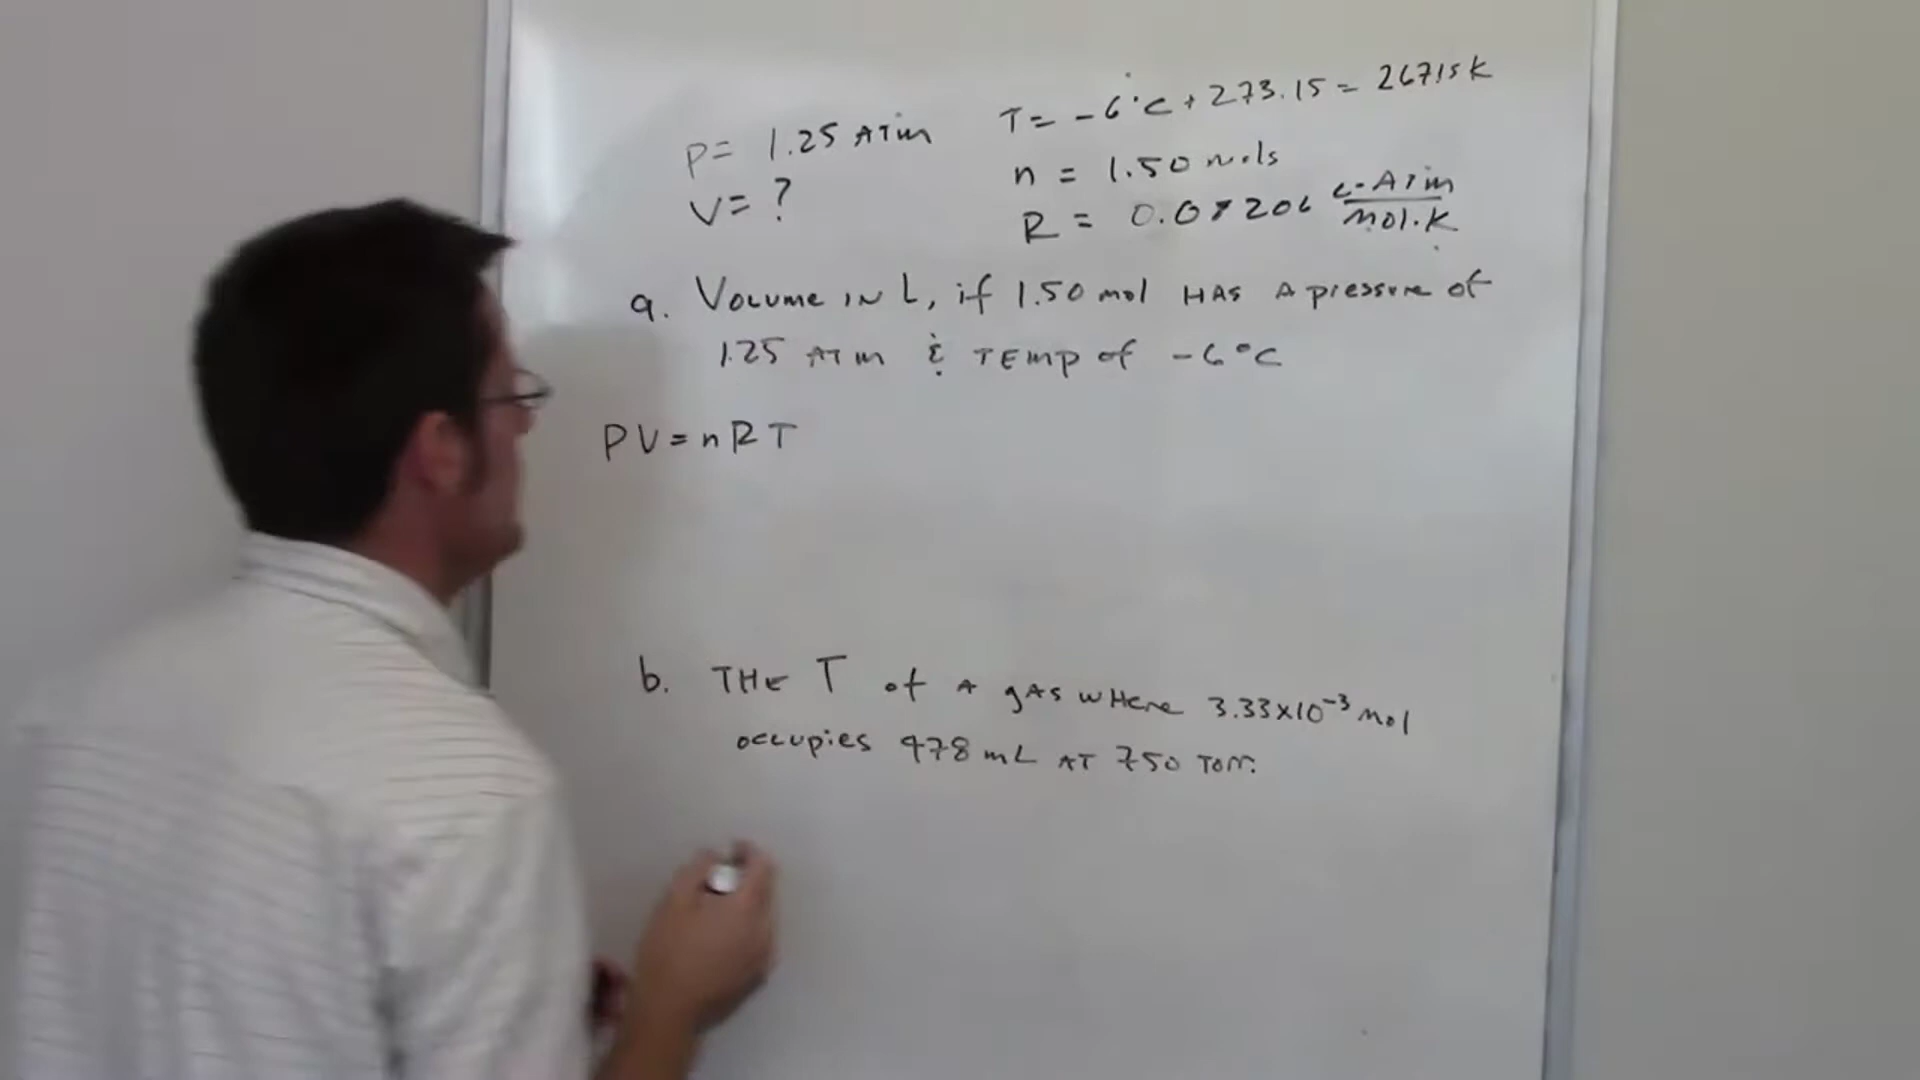 P= 1.25 ATm
V= ?
T= -6°C + 273.15 = 267.15 K
n = 1.50 mols
R = 0.08206 L·ATm / mol·K
a. Volume in L, if 1.50 mol HAS A pressure of
1.25 ATm & TEmp of -6°C
PV=nRT
b. THe T of A gAs wHere 3.33x10⁻³ mol
occupies 478 mL AT 750 Torr.